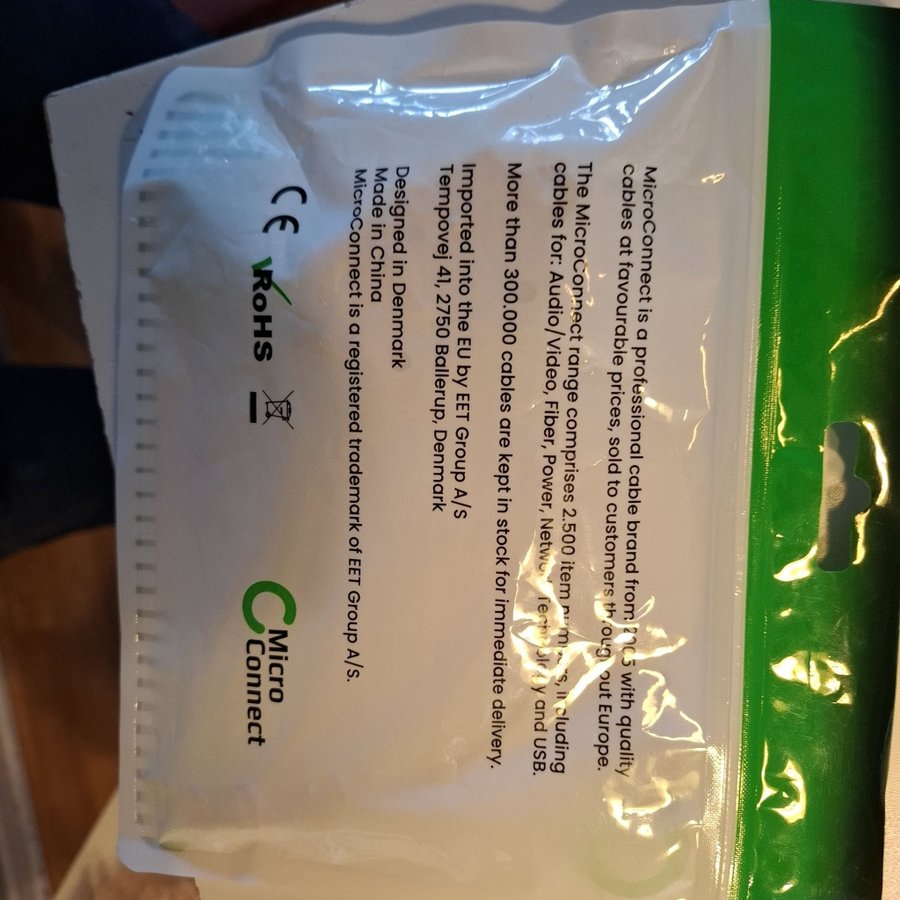 MicroConnect is a professional cable brand from with quality
cables at favourable prices, sold to customers throughout Europe.
The MicroConnect range comprises 2.500 item numbers, including
cables for: Audio/Video, Fiber, Power, Network Technology and USB.
More than 300.000 cables are kept in stock for immediate delivery.
Imported into the EU by EET Group A/S
Tempovej 41, 2750 Ballerup, Denmark
Designed in Denmark
Made in China
MicroConnect is a registered trademark of EET Group A/S.
CE RoHS
Micro
Connect